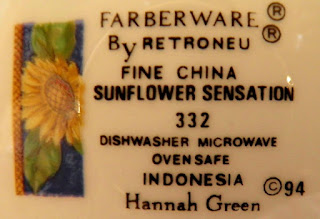 FARBERWARE®
By RETRONEU®
FINE CHINA
SUNFLOWER SENSATION
332
DISHWASHER MICROWAVE
OVEN SAFE
INDONESIA ©94
Hannah Green